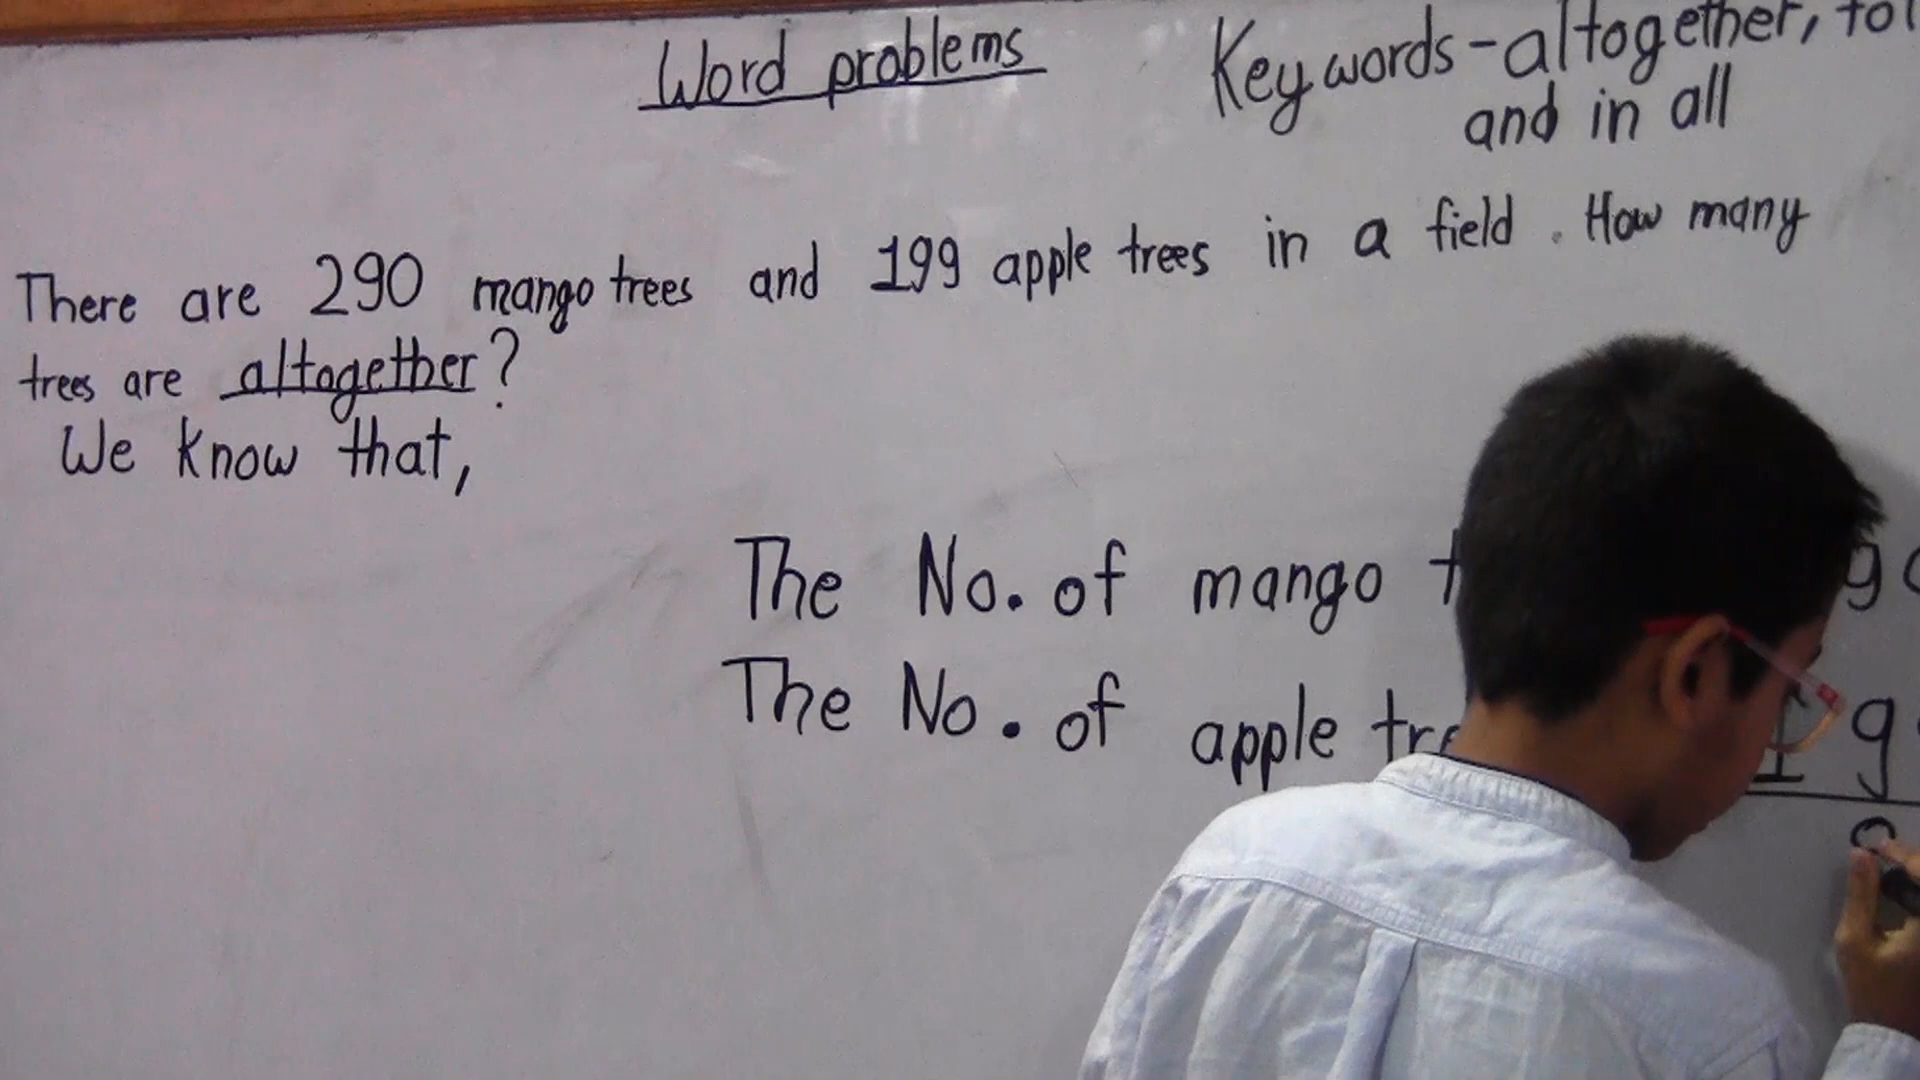 Word problems
Keywords-altogether,
and in all
There are 290 mango trees and 199 apple trees in a field. How many
trees are altogether?
We know that,
The No. of mango
The No. of apple